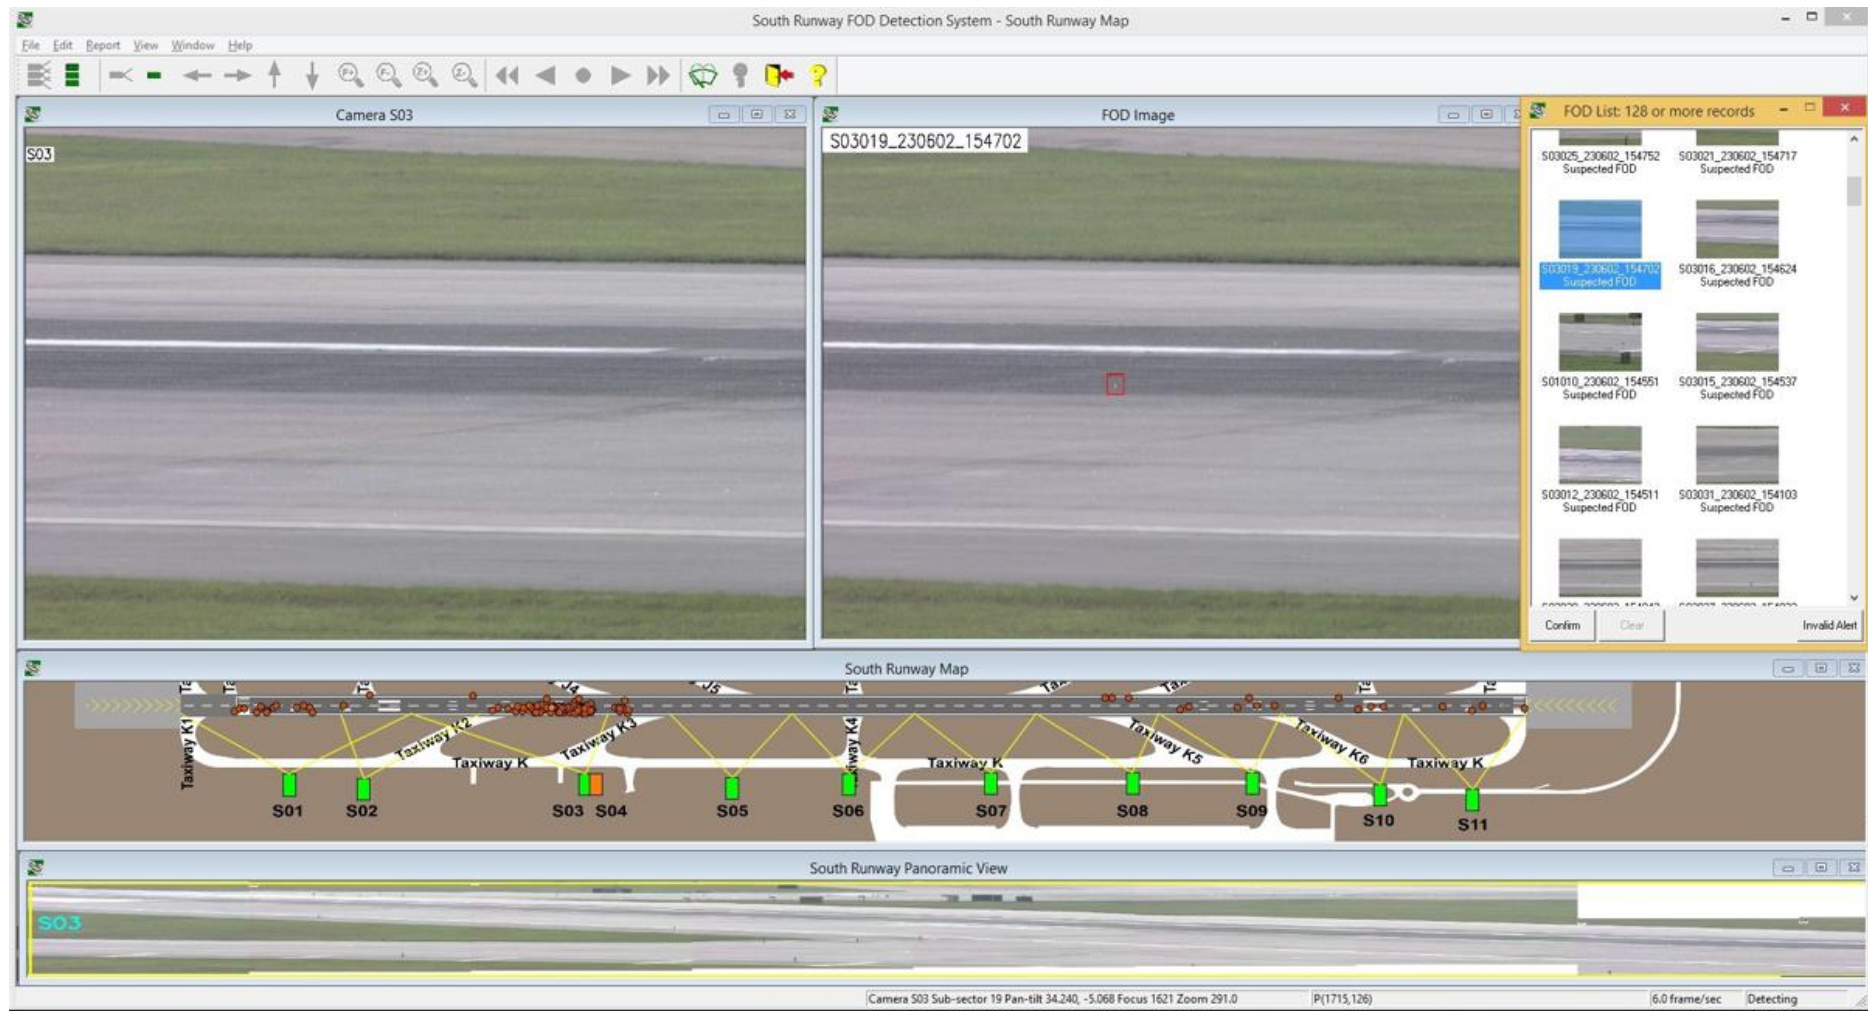 South Runway FOD Detection System - South Runway Map
File Edit Report View Window Help
Camera S03
S03
FOD Image
S03019_230602_154702
FOD List: 128 or more records
S03025_230602_154752 S03021_230602_154717
Suspected FOD Suspected FOD
S03019_230602_154702 S03016_230602_154624
Suspected FOD Suspected FOD
S01010_230602_154551 S03015_230602_154537
Suspected FOD Suspected FOD
S03012_230602_154511 S03031_230602_154103
Suspected FOD Suspected FOD
Confirm Clear Invalid Alert
South Runway Map
J4 J5
Taxiway K1 Taxiway K2 Taxiway K3 Taxiway K4 Taxiway K5 Taxiway K6
Taxiway K Taxiway K Taxiway K
S01 S02 S03 S04 S05 S06 S07 S08 S09 S10 S11
South Runway Panoramic View
S03
Camera S03 Sub-sector 19 Pan-tilt 34.240, -5.068 Focus 1621 Zoom 291.0 P(1715,126) 6.0 frame/sec Detecting